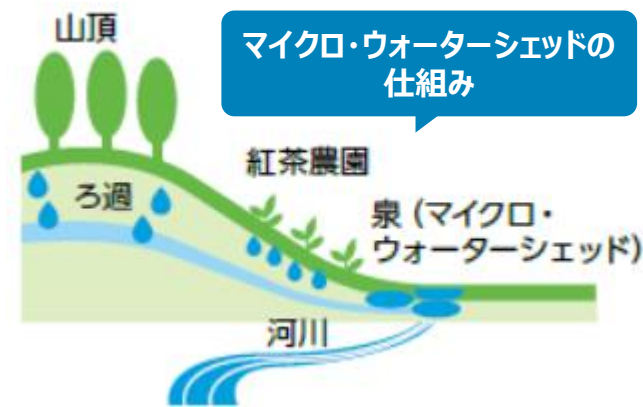 山頂
マイクロ・ウォーターシェッドの
仕組み
紅茶農園
ろ過
泉（マイクロ・
ウォーターシェッド）
河川